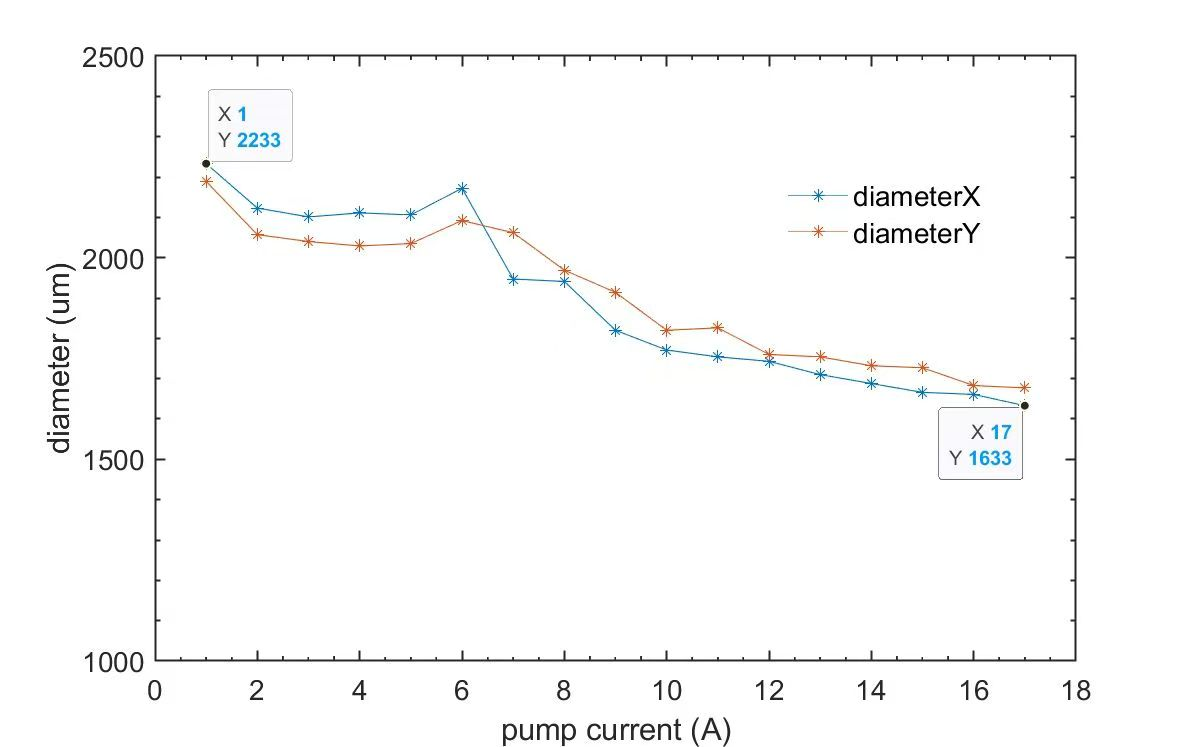 2500
X 1
Y 2233
diameterX
diameterY
2000
diameter (um)
X 17
Y 1633
1500
1000
0 2 4 6 8 10 12 14 16 18
pump current (A)